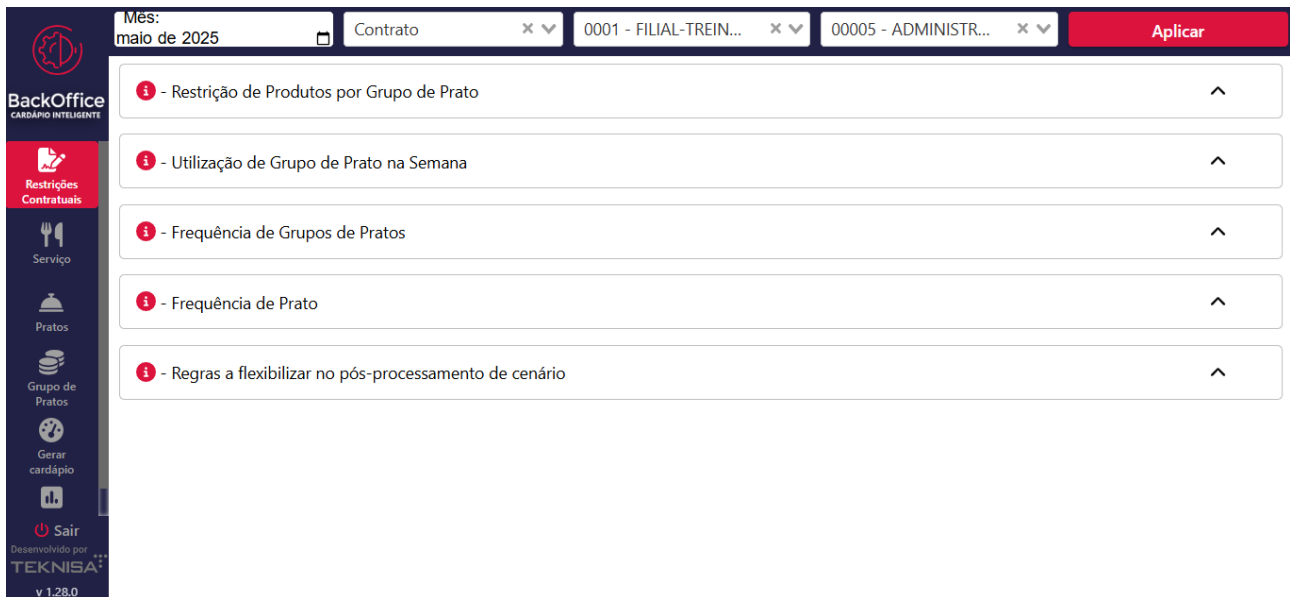 Mês:
maio de 2025
Contrato
0001 - FILIAL-TREIN...
00005 - ADMINISTR...
Aplicar
BackOffice
CARDÁPIO INTELIGENTE
Restrições
Contratuais
Serviço
Pratos
Grupo de
Pratos
Gerar
cardápio
Sair
Desenvolvido por
TEKNISA
v 1.28.0
- Restrição de Produtos por Grupo de Prato
- Utilização de Grupo de Prato na Semana
- Frequência de Grupos de Pratos
- Frequência de Prato
- Regras a flexibilizar no pós-processamento de cenário